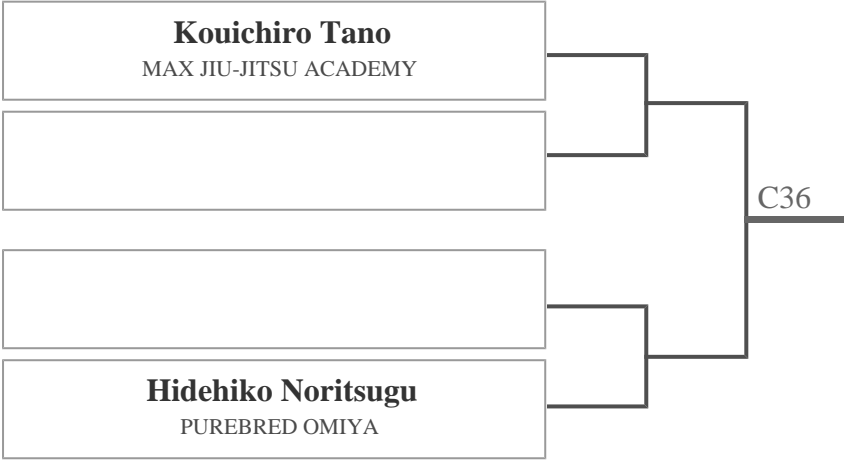 Kouichiro Tano
MAX JIU-JITSU ACADEMY
C36
Hidehiko Noritsugu
PUREBRED OMIYA